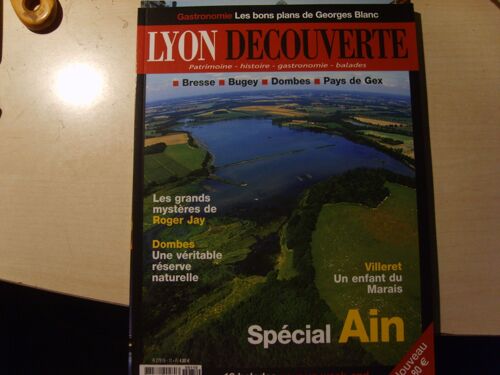 Gastronomie Les bons plans de Georges Blanc
LYON DECOUVERTE
Patrimoine - histoire - gastronomie - balades
Bresse Bugey Dombes Pays de Gex
Les grands
mystères de
Roger Jay
Dombes
Une véritable
réserve
naturelle
Villeret
Un enfant du
Marais
Spécial Ain
Nouveau